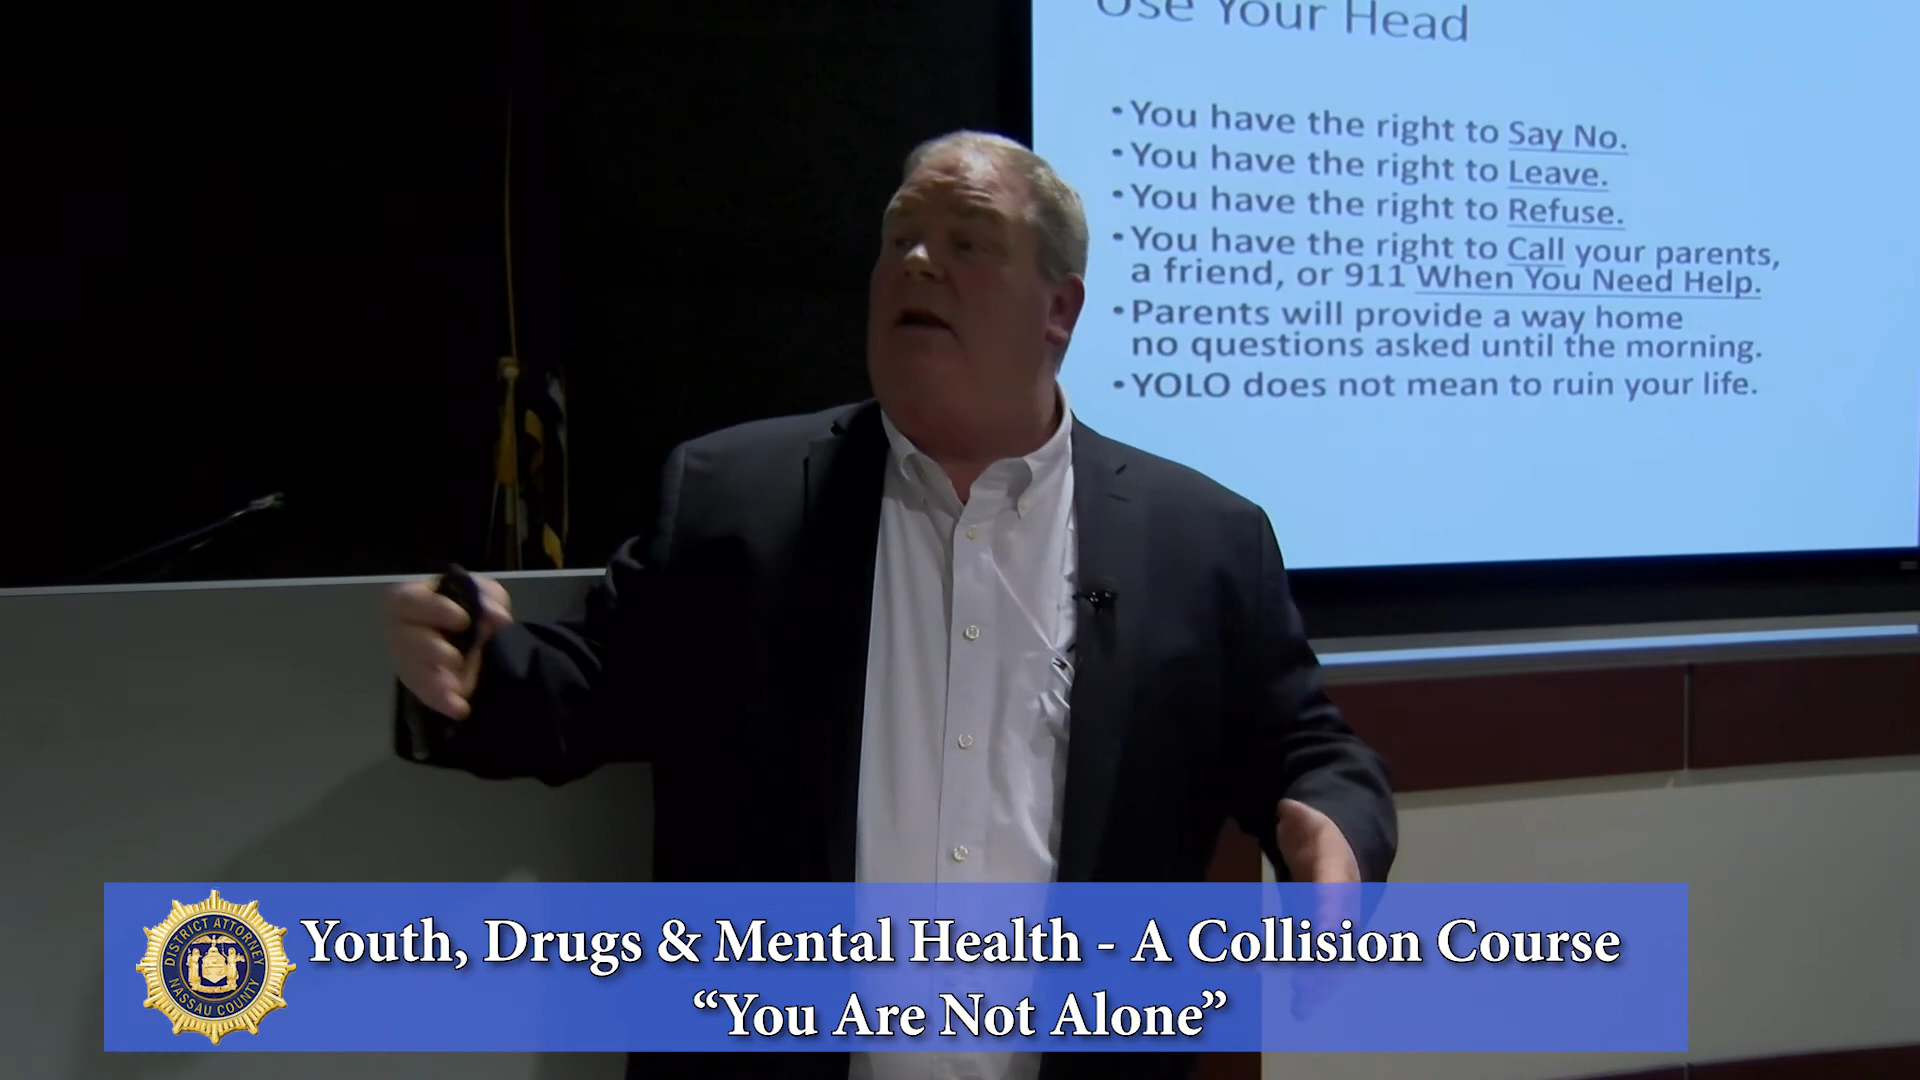 Use Your Head
•You have the right to Say No.
•You have the right to Leave.
•You have the right to Refuse.
•You have the right to Call your parents,
a friend, or 911 When You Need Help.
•Parents will provide a way home
no questions asked until the morning.
•YOLO does not mean to ruin your life.
DISTRICT ATTORNEY
NASSAU COUNTY
Youth, Drugs & Mental Health - A Collision Course
“You Are Not Alone”